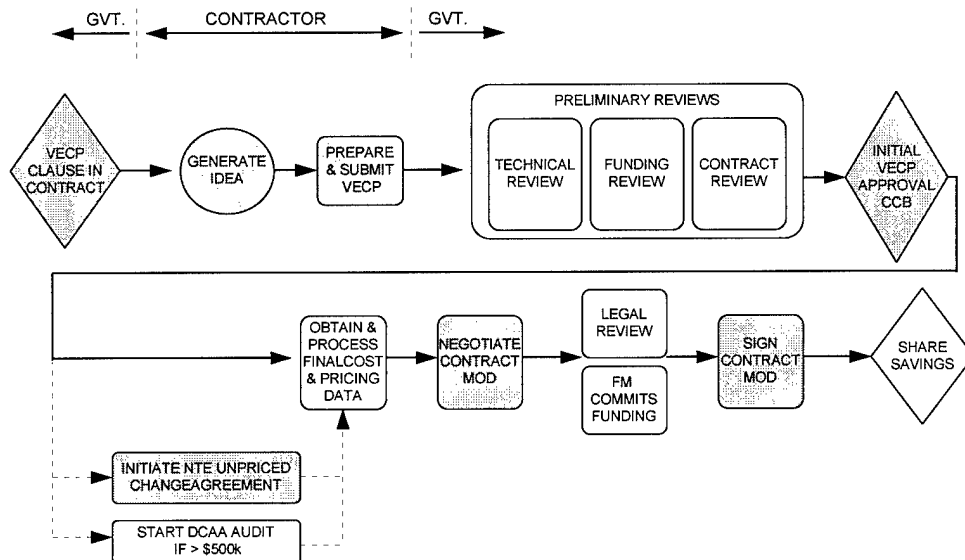 GVT.
CONTRACTOR
GVT.
VECP
CLAUSE IN
CONTRACT
GENERATE
IDEA
PREPARE
& SUBMIT
VECP
PRELIMINARY REVIEWS
TECHNICAL
REVIEW
FUNDING
REVIEW
CONTRACT
REVIEW
INITIAL
VECP
APPROVAL
CCB
OBTAIN &
PROCESS
FINALCOST
& PRICING
DATA
NEGOTIATE
CONTRACT
MOD
LEGAL
REVIEW
FM
COMMITS
FUNDING
SIGN
CONTRACT
MOD
SHARE
SAVINGS
INITIATE NTE UNPRICED
CHANGEAGREEMENT
START DCAA AUDIT
IF > $500k